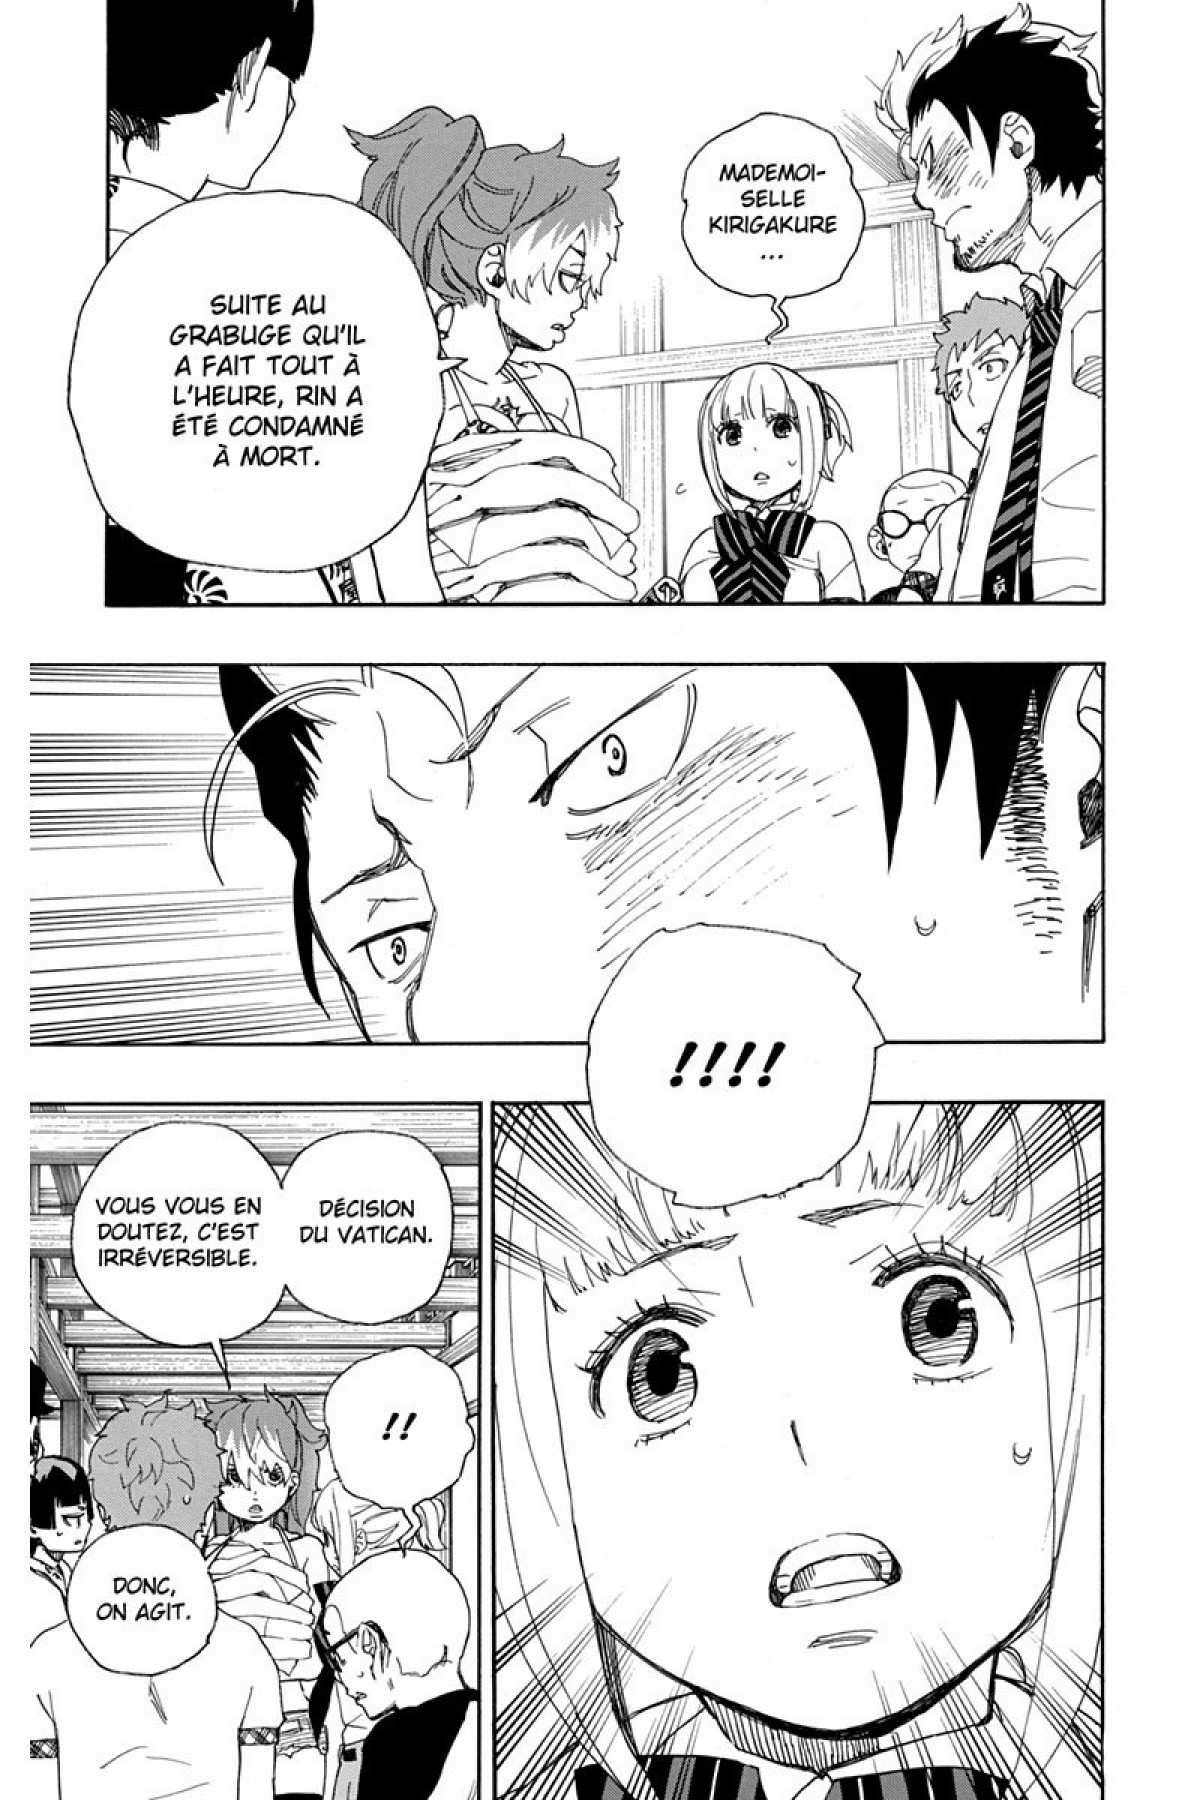 MADEMOI-
SELLE
KIRIGAKURE
...
SUITE AU
GRABUGE QU'IL
A FAIT TOUT À
L'HEURE, RIN A
ÉTÉ CONDAMNÉ
À MORT.
!!!!
DÉCISION
DU VATICAN.
VOUS VOUS EN
DOUTEZ, C'EST
IRRÉVERSIBLE.
!!
DONC,
ON AGIT.